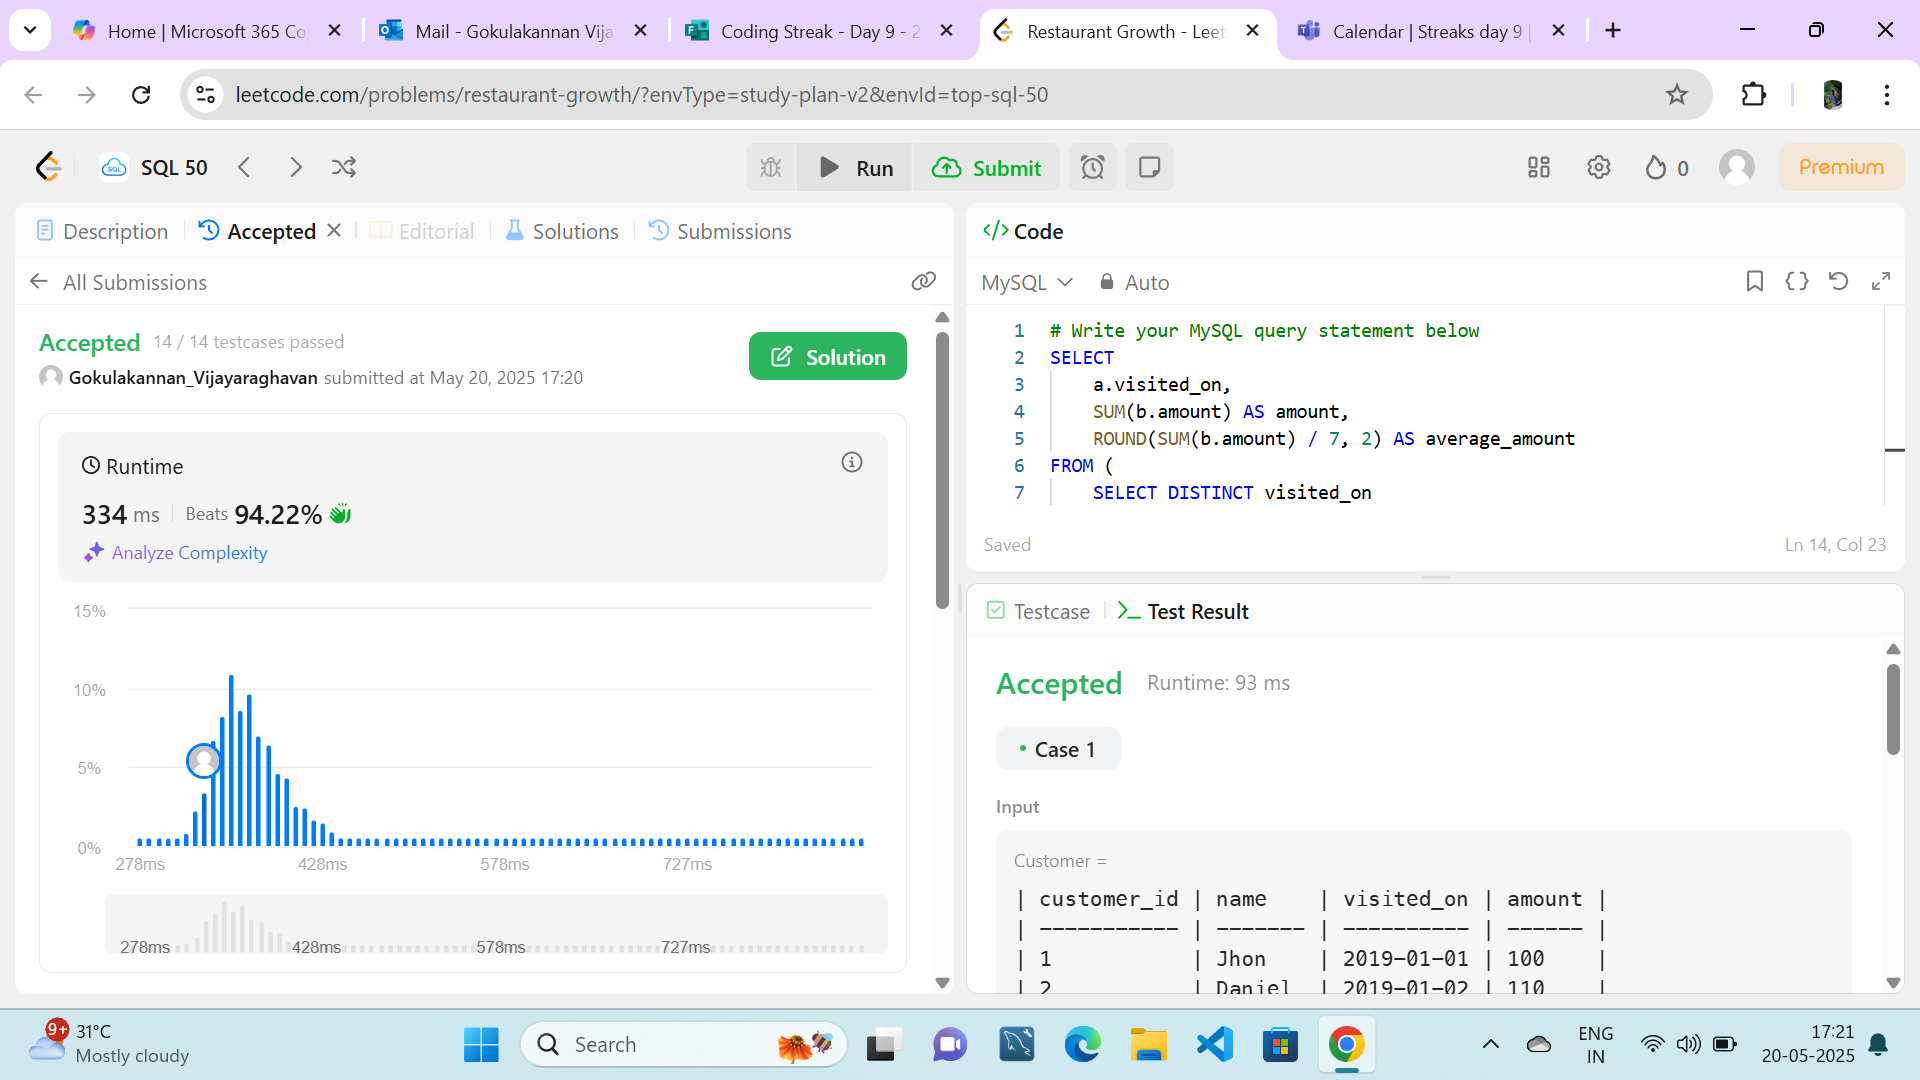 Home | Microsoft 365 Co
Mail - Gokulakannan Vija
Coding Streak - Day 9 - 2
Restaurant Growth - Leet
Calendar | Streaks day 9 |
leetcode.com/problems/restaurant-growth/?envType=study-plan-v2&envId=top-sql-50
SQL
SQL 50
Run
Submit
0
Premium
Description
Accepted
Editorial
Solutions
Submissions
All Submissions
Accepted 14 / 14 testcases passed
Gokulakannan_Vijayaraghavan submitted at May 20, 2025 17:20
Solution
Runtime
334 ms Beats 94.22%
Analyze Complexity
15%
10%
5%
0%
278ms 428ms 578ms 727ms
278ms 428ms 578ms 727ms
</> Code
MySQL Auto
1 # Write your MySQL query statement below
2 SELECT
3 a.visited_on,
4 SUM(b.amount) AS amount,
5 ROUND(SUM(b.amount) / 7, 2) AS average_amount
6 FROM (
7 SELECT DISTINCT visited_on
Saved
Ln 14, Col 23
Testcase
Test Result
Accepted Runtime: 93 ms
Case 1
Input
Customer =
| customer_id | name | visited_on | amount |
| ----------- | ------- | ---------- | ------ |
| 1 | Jhon | 2019-01-01 | 100 |
| 2 | Daniel | 2019-01-02 | 110 |
9+
31°C
Mostly cloudy
Search
ENG
IN
17:21
20-05-2025